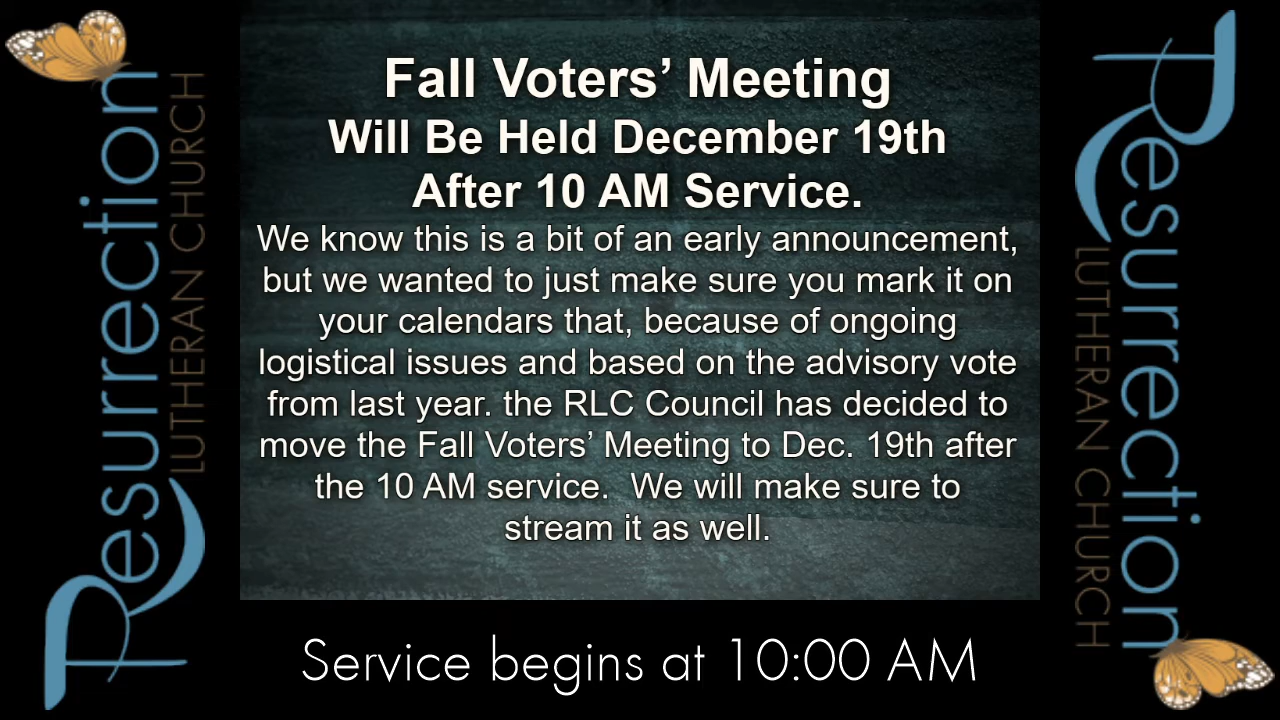 Resurrection
LUTHERAN CHURCH
Fall Voters’ Meeting
Will Be Held December 19th
After 10 AM Service.
We know this is a bit of an early announcement,
but we wanted to just make sure you mark it on
your calendars that, because of ongoing
logistical issues and based on the advisory vote
from last year. the RLC Council has decided to
move the Fall Voters’ Meeting to Dec. 19th after
the 10 AM service.  We will make sure to
stream it as well.
Service begins at 10:00 AM
Resurrection
LUTHERAN CHURCH